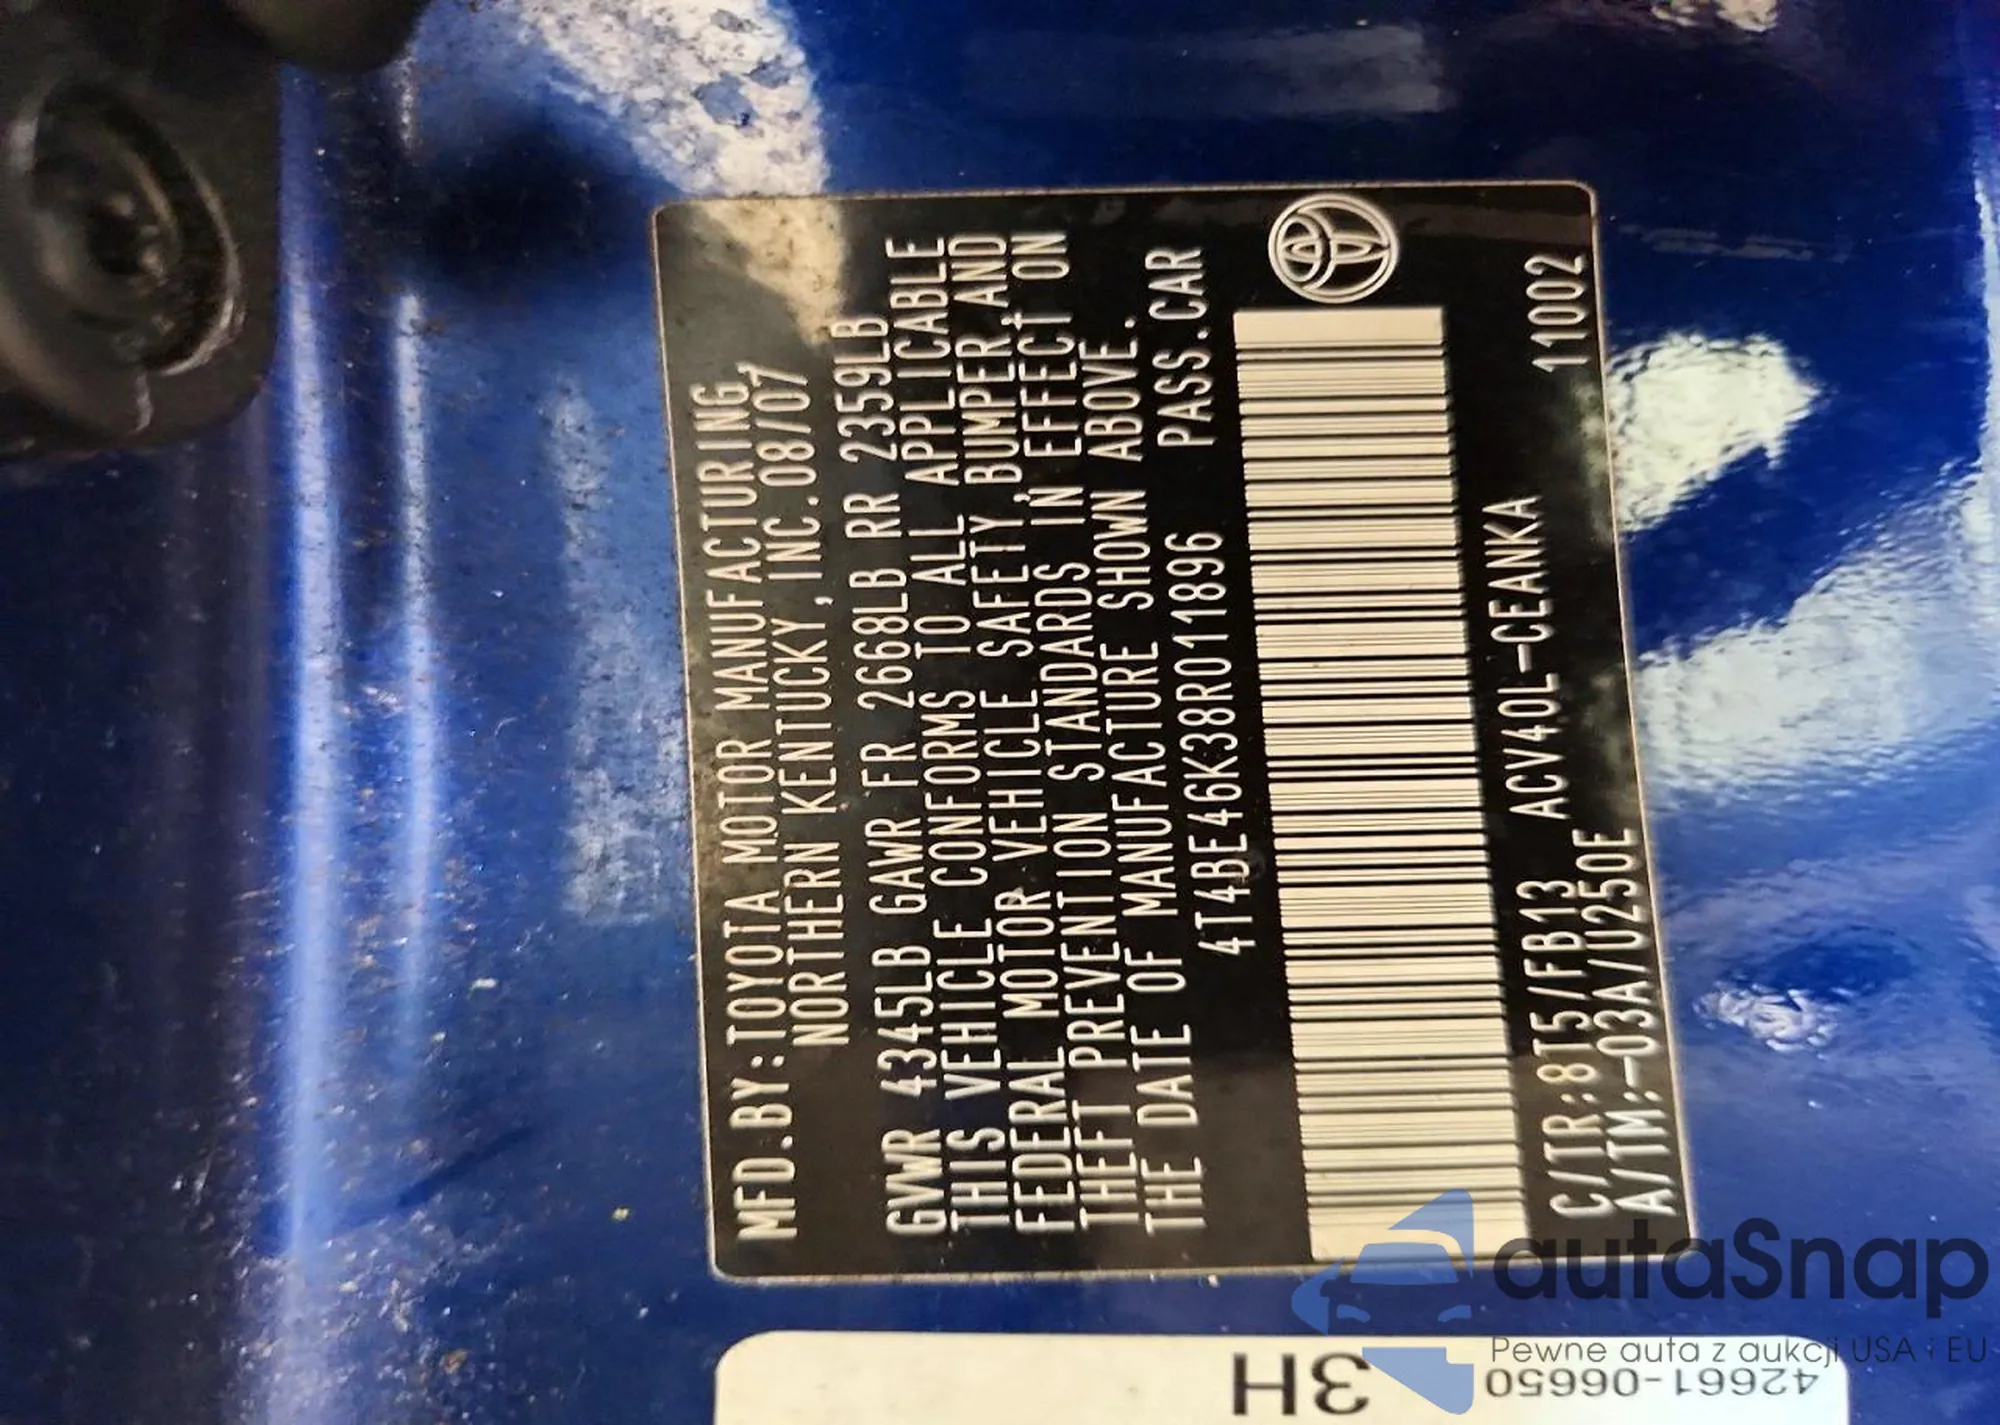 MFD.BY:TOYOTA MOTOR MANUFACTURING,
NORTHERN KENTUCKY,INC.08/07
GVWR 4345LB GAWR FR 2668LB RR 2359LB
THIS VEHICLE CONFORMS TO ALL APPLICABLE
FEDERAL MOTOR VEHICLE SAFETY,BUMPER,AND
THEFT PREVENTION STANDARDS IN EFFECT ON
THE DATE OF MANUFACTURE SHOWN ABOVE.
4T4BE46K38R011896 PASS.CAR
C/TR:8T5/FB13 ACV40L-CEANKA
A/TM:-03A/U250E 11002
3H
42661-06650
autaSnap
Pewne auta z aukcji USA i EU